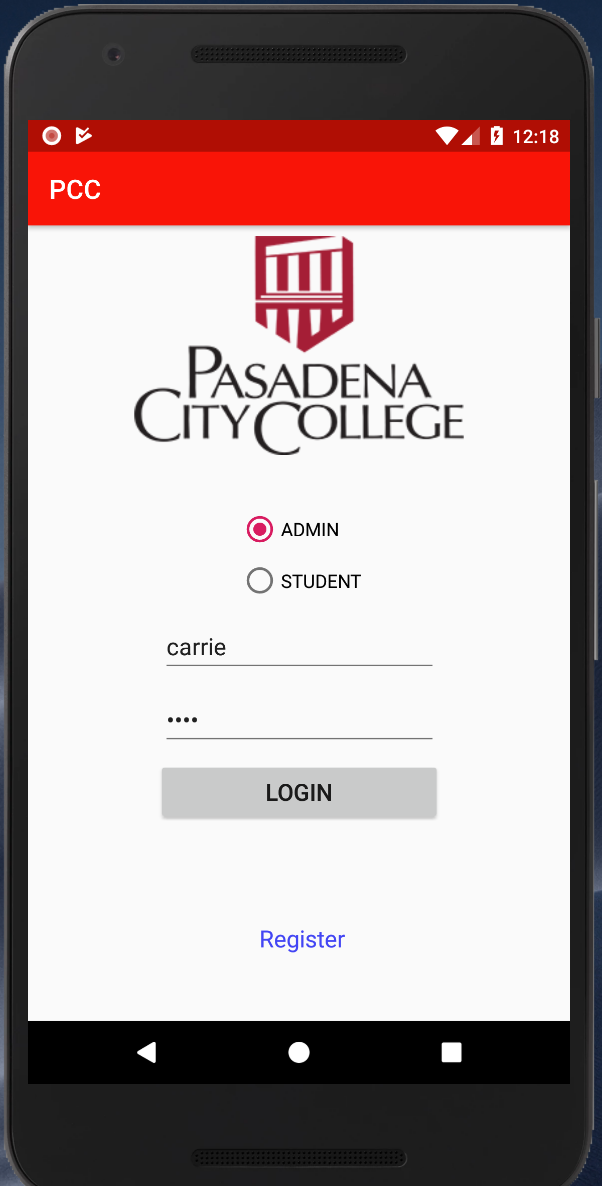 12:18
PCC
PASADENA
CITY COLLEGE
ADMIN
STUDENT
carrie
••••
LOGIN
Register